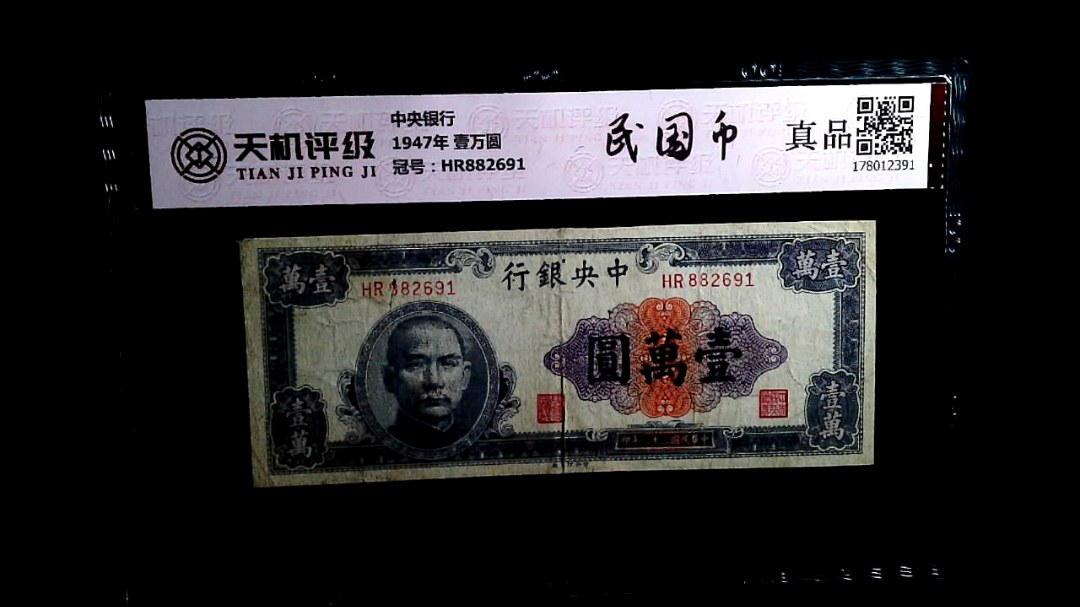 天机评级
TIAN JI PING JI
中央银行
1947年 壹万圆
冠号：HR882691
民国币
真品
178012391
壹萬
中央銀行
壹萬
HR882691
HR882691
壹萬圓
壹萬
壹萬